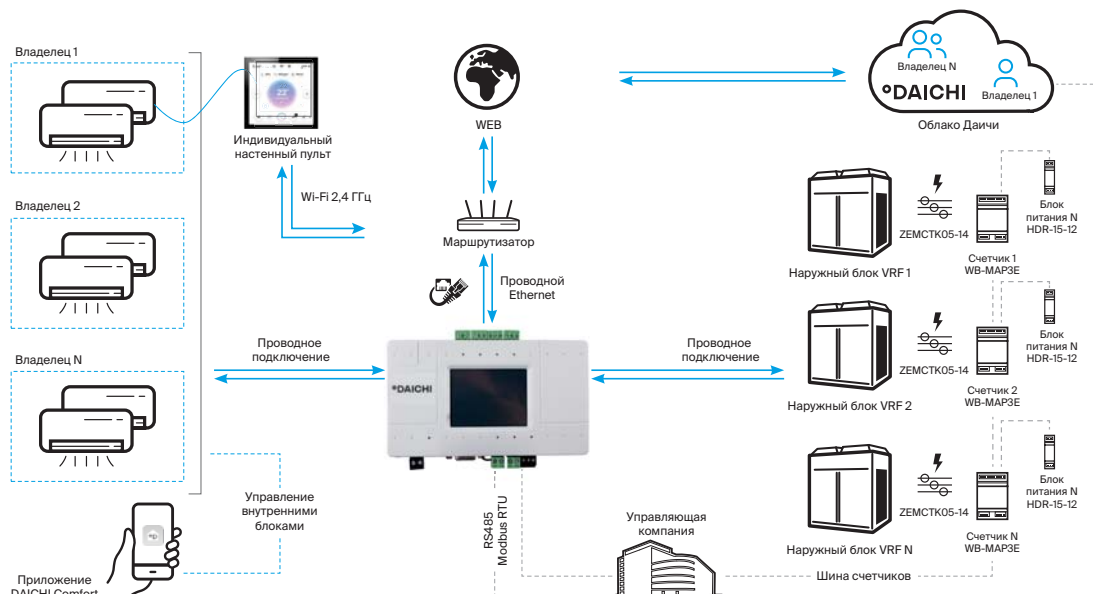 Владелец 1
Владелец 2
Владелец N
Приложение
DAICHI Comfort
Управление
внутренними
блоками
Индивидуальный
настенный пульт
Wi-Fi 2,4 ГГц
WEB
Маршрутизатор
Проводной
Ethernet
Проводное
подключение
°DAICHI
Проводное
подключение
RS485
Modbus RTU
Управляющая
компания
Шина счетчиков
Владелец N
Владелец 1
°DAICHI
Облако Даичи
Наружный блок VRF 1
ZEMCTK05-14
Счетчик 1
WB-MAP3E
Блок
питания N
HDR-15-12
Наружный блок VRF 2
ZEMCTK05-14
Счетчик 2
WB-MAP3E
Блок
питания N
HDR-15-12
Наружный блок VRF N
ZEMCTK05-14
Счетчик N
WB-MAP3E
Блок
питания N
HDR-15-12